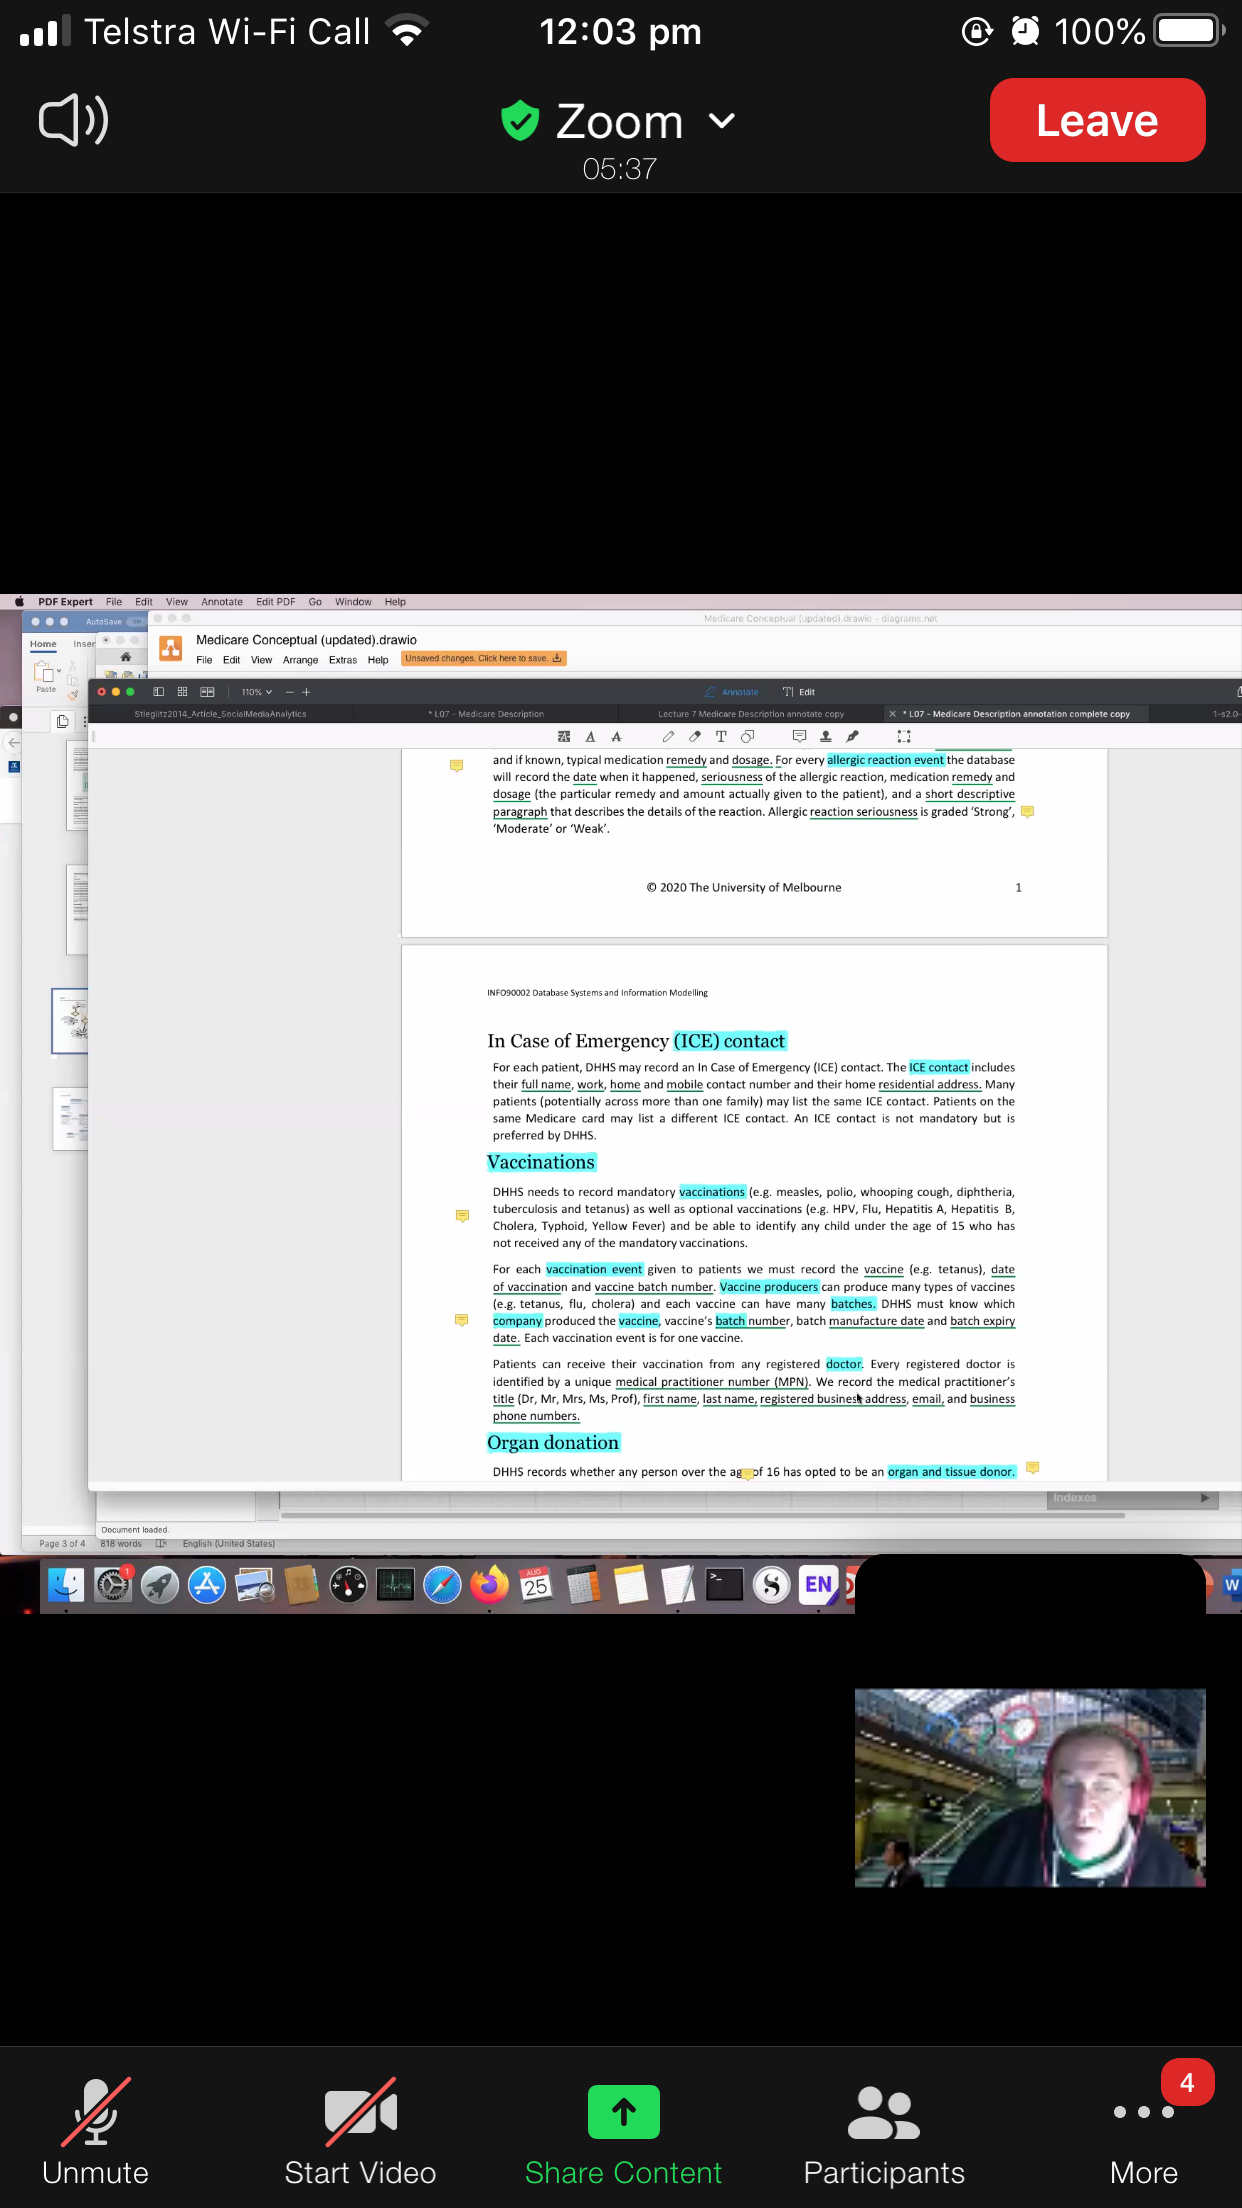 Telstra Wi-Fi Call
12:03 pm
100%
Zoom
05:37
Leave
PDF Expert File Edit View Annotate Edit PDF Go Window Help
AutoSave
Medicare Conceptual (updated).drawio - diagrams.net
Home Inser
Medicare Conceptual (updated).drawio
File Edit View Arrange Extras Help
Unsaved changes. Click here to save.
Paste
110%
Annotate
Edit
Stieglitz2014_Article_SocialMediaAnalytics
* L07 - Medicare Description
Lecture 7 Medicare Description annotate copy
* L07 - Medicare Description annotation complete copy
1-s2.0-
and if known, typical medication remedy and dosage. For every allergic reaction event the database
will record the date when it happened, seriousness of the allergic reaction, medication remedy and
dosage (the particular remedy and amount actually given to the patient), and a short descriptive
paragraph that describes the details of the reaction. Allergic reaction seriousness is graded ‘Strong’,
‘Moderate’ or ‘Weak’.
© 2020 The University of Melbourne 1
INFO90002 Database Systems and Information Modelling
In Case of Emergency (ICE) contact
For each patient, DHHS may record an In Case of Emergency (ICE) contact. The ICE contact includes
their full name, work, home and mobile contact number and their home residential address. Many
patients (potentially across more than one family) may list the same ICE contact. Patients on the
same Medicare card may list a different ICE contact. An ICE contact is not mandatory but is
preferred by DHHS.
Vaccinations
DHHS needs to record mandatory vaccinations (e.g. measles, polio, whooping cough, diphtheria,
tuberculosis and tetanus) as well as optional vaccinations (e.g. HPV, Flu, Hepatitis A, Hepatitis B,
Cholera, Typhoid, Yellow Fever) and be able to identify any child under the age of 15 who has
not received any of the mandatory vaccinations.
For each vaccination event given to patients we must record the vaccine (e.g. tetanus), date
of vaccination and vaccine batch number. Vaccine producers can produce many types of vaccines
(e.g. tetanus, flu, cholera) and each vaccine can have many batches. DHHS must know which
company produced the vaccine, vaccine's batch number, batch manufacture date and batch expiry
date. Each vaccination event is for one vaccine.
Patients can receive their vaccination from any registered doctor. Every registered doctor is
identified by a unique medical practitioner number (MPN). We record the medical practitioner's
title (Dr, Mr, Mrs, Ms, Prof), first name, last name, registered business address, email, and business
phone numbers.
Organ donation
DHHS records whether any person over the age of 16 has opted to be an organ and tissue donor.
Indexes
Document loaded.
Page 3 of 4 818 words English (United States)
1
AUG
25
EN
W
4
Unmute
Start Video
Share Content
Participants
More